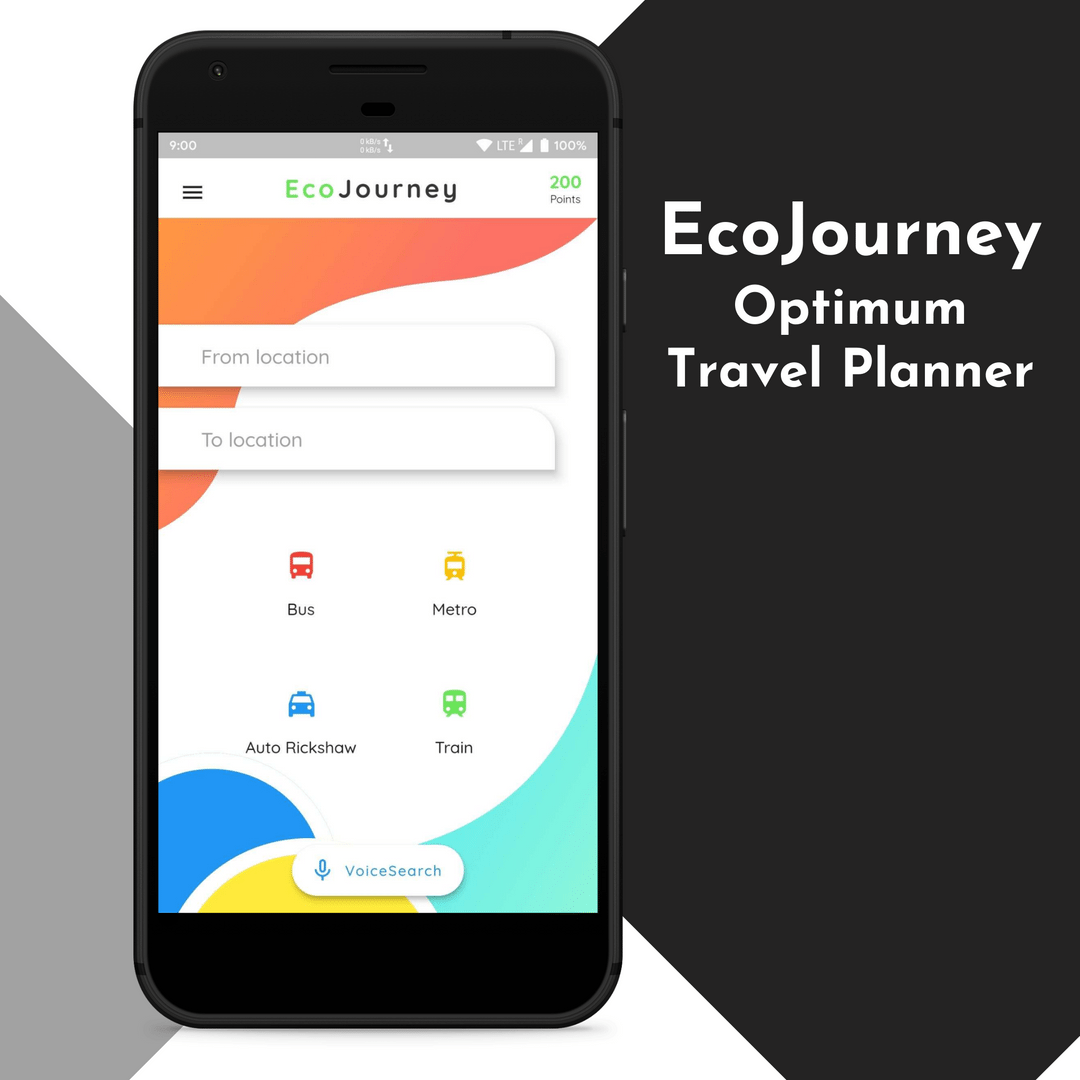 9:00
0 kB/s
0 kB/s
LTE R 100%
EcoJourney
200
Points
From location
To location
Bus
Metro
Auto Rickshaw
Train
VoiceSearch
EcoJourney
Optimum
Travel Planner